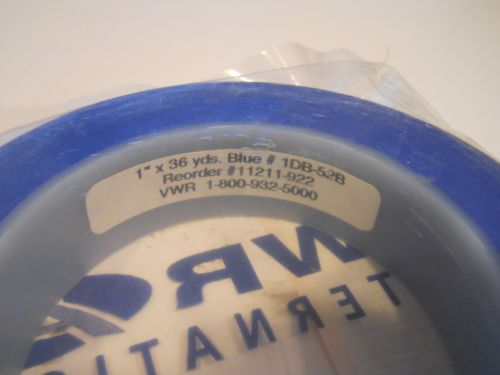 1" x 36 yds. Blue # 1DB-52B
Reorder #11211-922
VWR 1-800-932-5000
WR
TERNATI